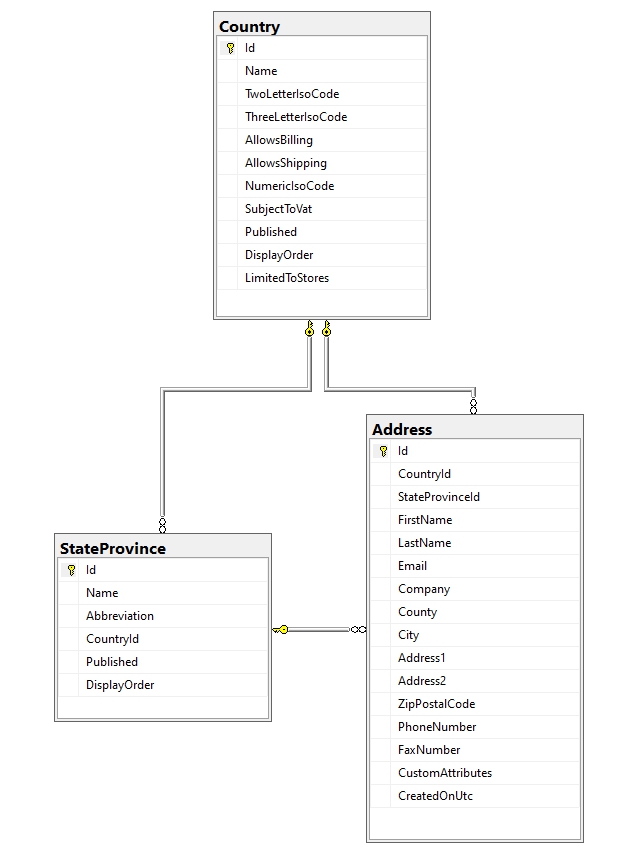 Country
Id
Name
TwoLetterIsoCode
ThreeLetterIsoCode
AllowsBilling
AllowsShipping
NumericIsoCode
SubjectToVat
Published
DisplayOrder
LimitedToStores
StateProvince
Id
Name
Abbreviation
CountryId
Published
DisplayOrder
Address
Id
CountryId
StateProvinceId
FirstName
LastName
Email
Company
County
City
Address1
Address2
ZipPostalCode
PhoneNumber
FaxNumber
CustomAttributes
CreatedOnUtc